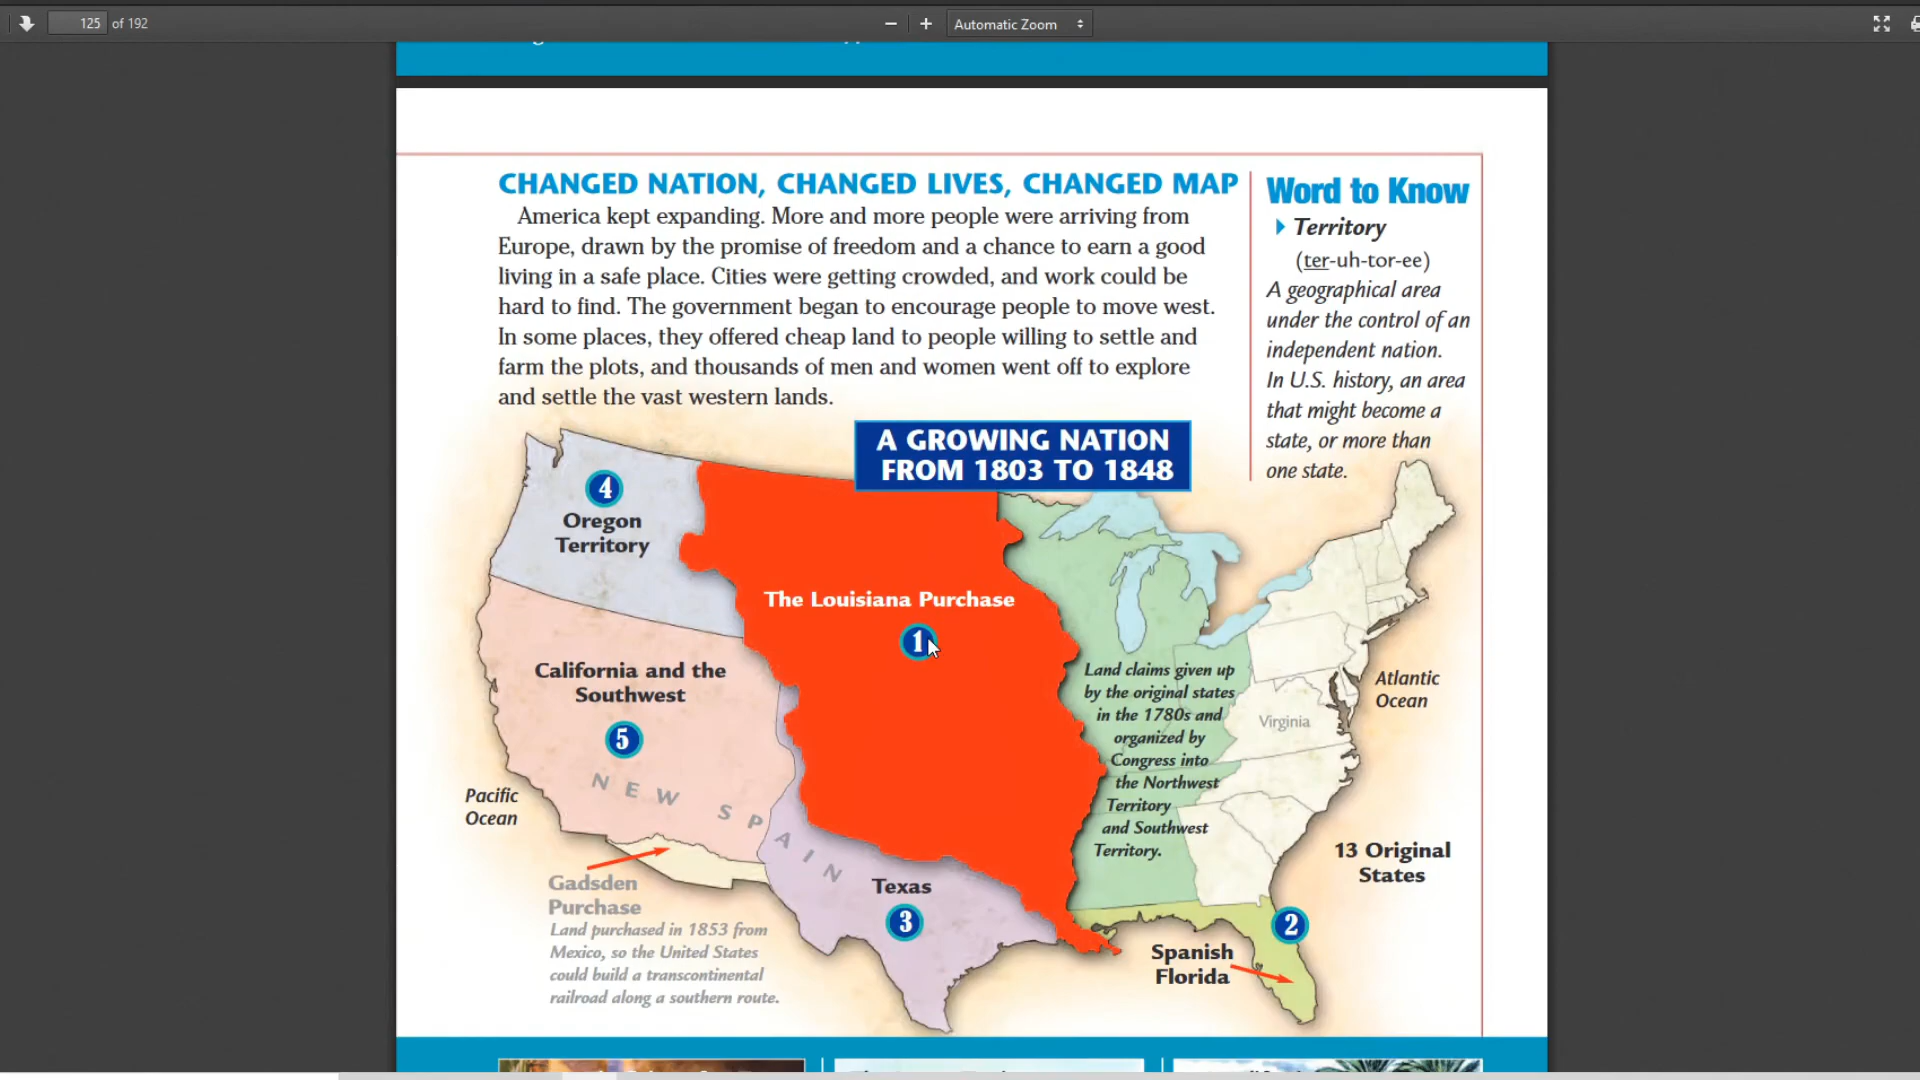 125 of 192
Automatic Zoom
CHANGED NATION, CHANGED LIVES, CHANGED MAP
America kept expanding. More and more people were arriving from
Europe, drawn by the promise of freedom and a chance to earn a good
living in a safe place. Cities were getting crowded, and work could be
hard to find. The government began to encourage people to move west.
In some places, they offered cheap land to people willing to settle and
farm the plots, and thousands of men and women went off to explore
and settle the vast western lands.
Word to Know
Territory
(ter-uh-tor-ee)
A geographical area
under the control of an
independent nation.
In U.S. history, an area
that might become a
state, or more than
one state.
A GROWING NATION
FROM 1803 TO 1848
4
Oregon
Territory
The Louisiana Purchase
1
California and the
Southwest
5
NEW SPAIN
Pacific
Ocean
Gadsden
Purchase
Land purchased in 1853 from
Mexico, so the United States
could build a transcontinental
railroad along a southern route.
Texas
3
Land claims given up
by the original states
in the 1780s and
organized by
Congress into
the Northwest
Territory
and Southwest
Territory.
Virginia
Atlantic
Ocean
13 Original
States
2
Spanish
Florida